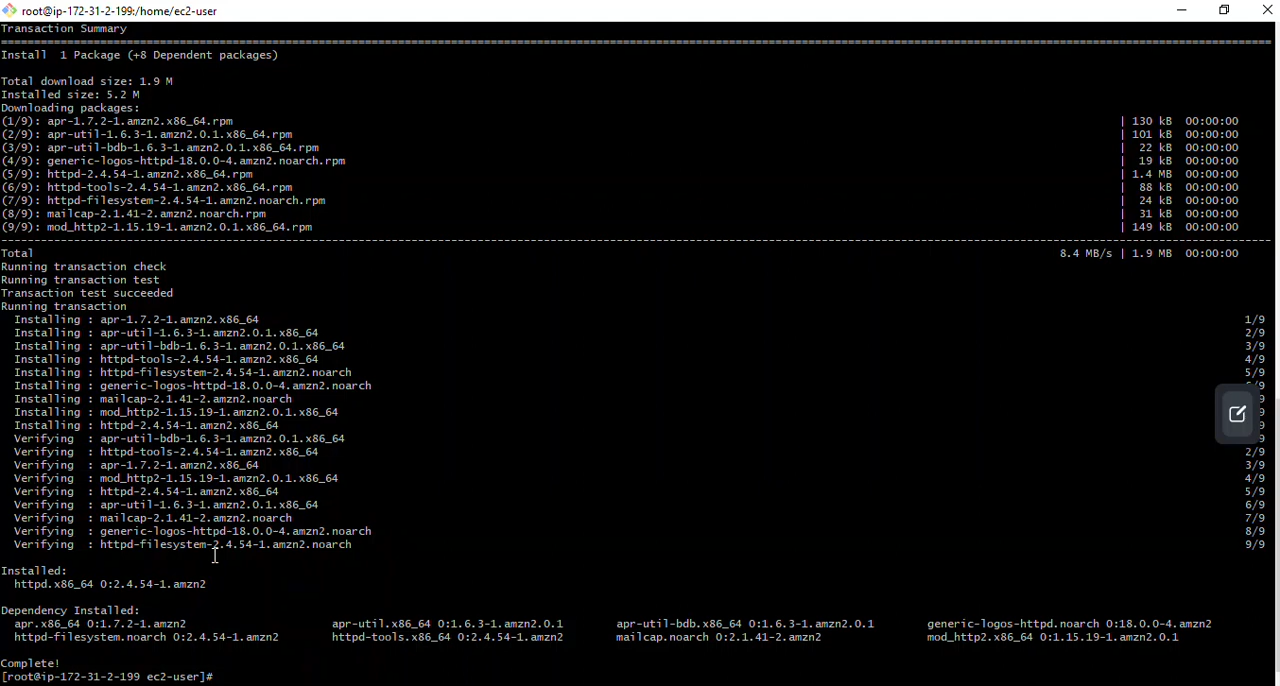 root@ip-172-31-2-199:/home/ec2-user
Transaction Summary
================================================================================
Install  1 Package (+8 Dependent packages)
Total download size: 1.9 M
Installed size: 5.2 M
Downloading packages:
(1/9): apr-1.7.2-1.amzn2.x86_64.rpm | 130 kB 00:00:00
(2/9): apr-util-1.6.3-1.amzn2.0.1.x86_64.rpm | 101 kB 00:00:00
(3/9): apr-util-bdb-1.6.3-1.amzn2.0.1.x86_64.rpm | 22 kB 00:00:00
(4/9): generic-logos-httpd-18.0.0-4.amzn2.noarch.rpm | 19 kB 00:00:00
(5/9): httpd-2.4.54-1.amzn2.x86_64.rpm | 1.4 MB 00:00:00
(6/9): httpd-tools-2.4.54-1.amzn2.x86_64.rpm | 88 kB 00:00:00
(7/9): httpd-filesystem-2.4.54-1.amzn2.noarch.rpm | 24 kB 00:00:00
(8/9): mailcap-2.1.41-2.amzn2.noarch.rpm | 31 kB 00:00:00
(9/9): mod_http2-1.15.19-1.amzn2.0.1.x86_64.rpm | 149 kB 00:00:00
--------------------------------------------------------------------------------
Total 8.4 MB/s | 1.9 MB 00:00:00
Running transaction check
Running transaction test
Transaction test succeeded
Running transaction
Installing : apr-1.7.2-1.amzn2.x86_64 1/9
Installing : apr-util-1.6.3-1.amzn2.0.1.x86_64 2/9
Installing : apr-util-bdb-1.6.3-1.amzn2.0.1.x86_64 3/9
Installing : httpd-tools-2.4.54-1.amzn2.x86_64 4/9
Installing : httpd-filesystem-2.4.54-1.amzn2.noarch 5/9
Installing : generic-logos-httpd-18.0.0-4.amzn2.noarch 6/9
Installing : mailcap-2.1.41-2.amzn2.noarch 9
Installing : mod_http2-1.15.19-1.amzn2.0.1.x86_64 9
Installing : httpd-2.4.54-1.amzn2.x86_64 9
Verifying : apr-util-bdb-1.6.3-1.amzn2.0.1.x86_64 9
Verifying : httpd-tools-2.4.54-1.amzn2.x86_64 2/9
Verifying : apr-1.7.2-1.amzn2.x86_64 3/9
Verifying : mod_http2-1.15.19-1.amzn2.0.1.x86_64 4/9
Verifying : httpd-2.4.54-1.amzn2.x86_64 5/9
Verifying : apr-util-1.6.3-1.amzn2.0.1.x86_64 6/9
Verifying : mailcap-2.1.41-2.amzn2.noarch 7/9
Verifying : generic-logos-httpd-18.0.0-4.amzn2.noarch 8/9
Verifying : httpd-filesystem-2.4.54-1.amzn2.noarch 9/9
Installed:
httpd.x86_64 0:2.4.54-1.amzn2
Dependency Installed:
apr.x86_64 0:1.7.2-1.amzn2 apr-util.x86_64 0:1.6.3-1.amzn2.0.1 apr-util-bdb.x86_64 0:1.6.3-1.amzn2.0.1 generic-logos-httpd.noarch 0:18.0.0-4.amzn2
httpd-filesystem.noarch 0:2.4.54-1.amzn2 httpd-tools.x86_64 0:2.4.54-1.amzn2 mailcap.noarch 0:2.1.41-2.amzn2 mod_http2.x86_64 0:1.15.19-1.amzn2.0.1
Complete!
[root@ip-172-31-2-199 ec2-user]#